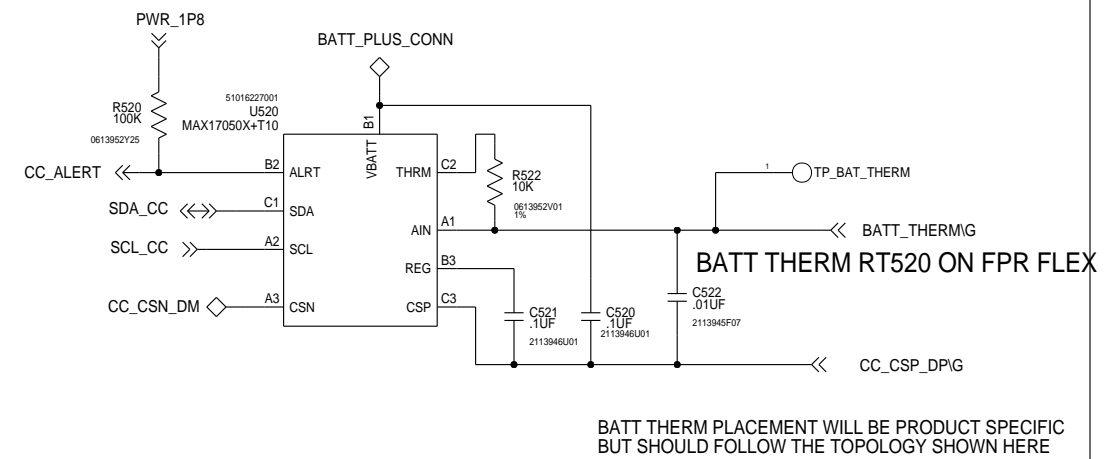 PWR_1P8
BATT_PLUS_CONN
51016227001
U520
MAX17050X+T10
R520
100K
0613952Y25
B1
VBATT
CC_ALERT
B2
ALRT
THRM
C2
R522
10K
0613952V01
1%
1
TP_BAT_THERM
SDA_CC
C1
SDA
SCL_CC
A2
SCL
AIN
A1
BATT_THERM\G
BATT THERM RT520 ON FPR FLEX
REG
B3
CC_CSN_DM
A3
CSN
CSP
C3
C521
.1UF
2113946U01
C520
.1UF
2113946U01
C522
.01UF
2113945F07
CC_CSP_DP\G
BATT THERM PLACEMENT WILL BE PRODUCT SPECIFIC
BUT SHOULD FOLLOW THE TOPOLOGY SHOWN HERE